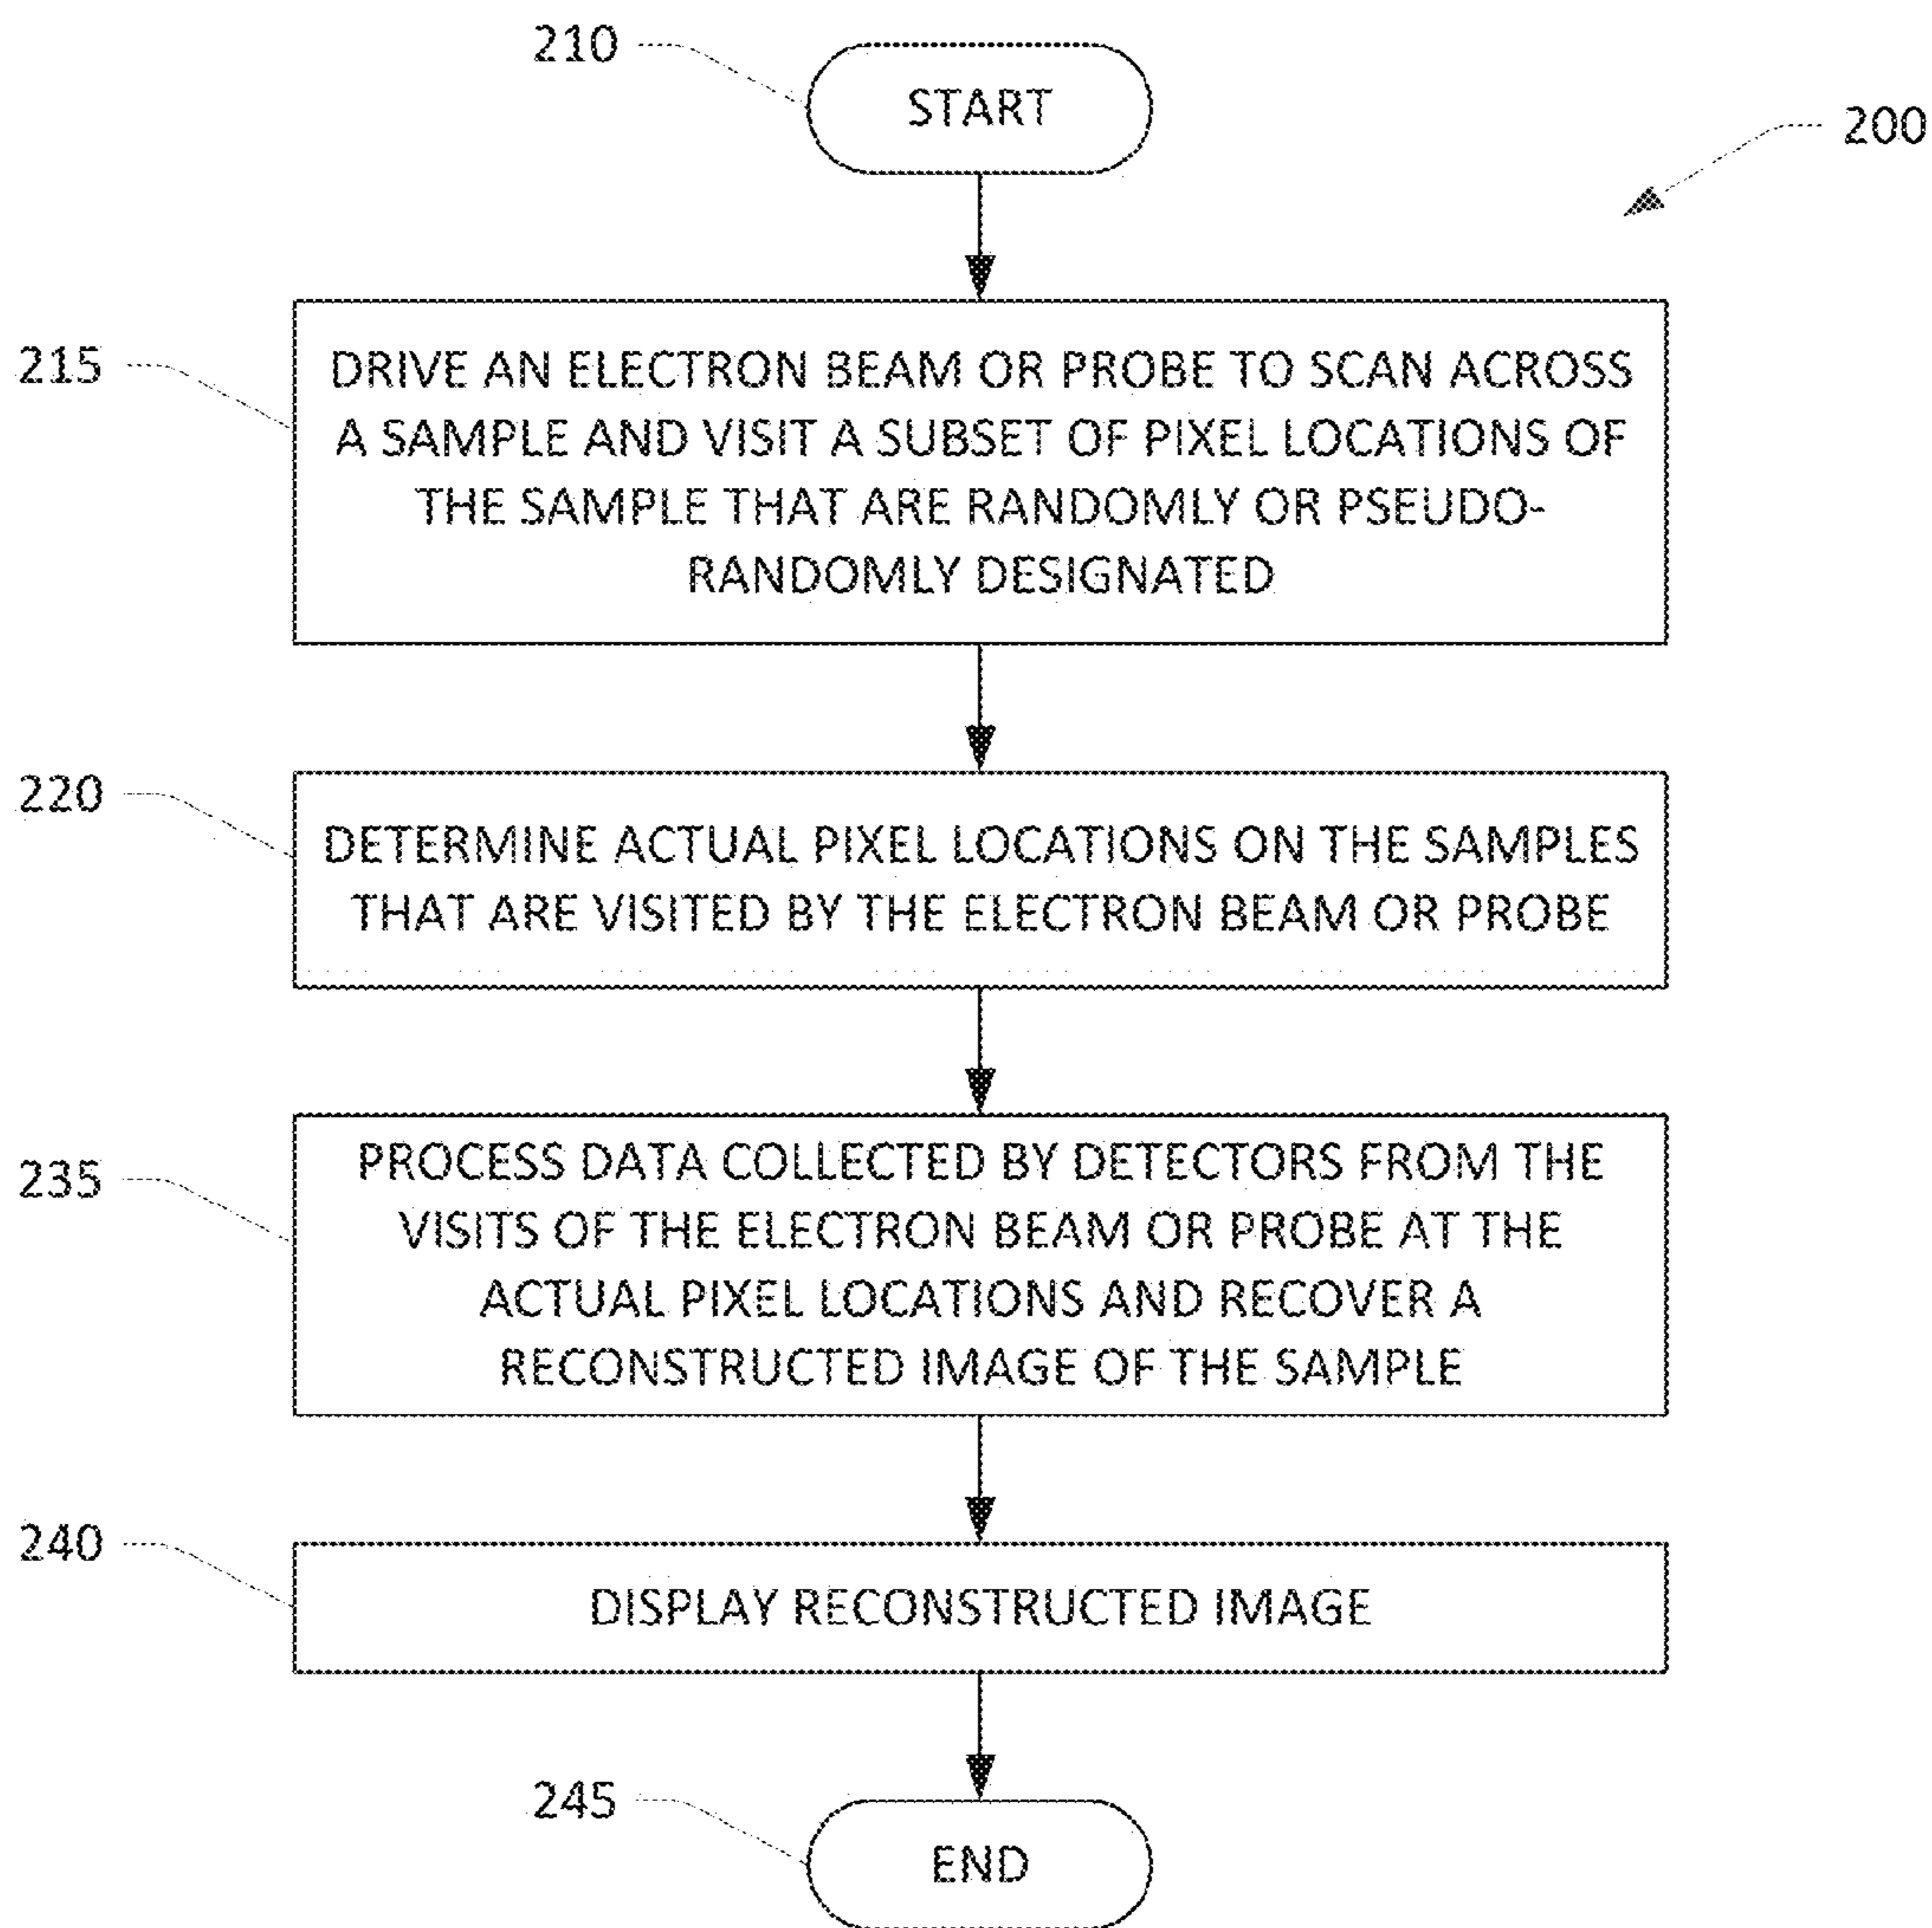 210
START
200
215
DRIVE AN ELECTRON BEAM OR PROBE TO SCAN ACROSS
A SAMPLE AND VISIT A SUBSET OF PIXEL LOCATIONS OF
THE SAMPLE THAT ARE RANDOMLY OR PSEUDO-
RANDOMLY DESIGNATED
220
DETERMINE ACTUAL PIXEL LOCATIONS ON THE SAMPLES
THAT ARE VISITED BY THE ELECTRON BEAM OR PROBE
235
PROCESS DATA COLLECTED BY DETECTORS FROM THE
VISITS OF THE ELECTRON BEAM OR PROBE AT THE
ACTUAL PIXEL LOCATIONS AND RECOVER A
RECONSTRUCTED IMAGE OF THE SAMPLE
240
DISPLAY RECONSTRUCTED IMAGE
245
END